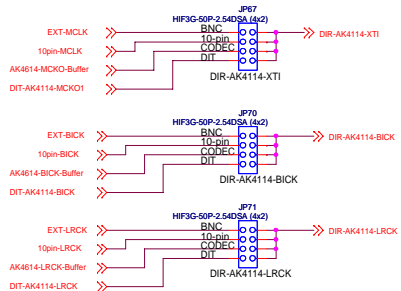 JP67
HIF3G-50P-2.54DSA (4x2)
EXT-MCLK BNC DIR-AK4114-XTI
10pin-MCLK 10-pin
AK4614-MCKO-Buffer CODEC
DIT-AK4114-MCKO1 DIT
DIR-AK4114-XTI
JP70
HIF3G-50P-2.54DSA (4x2)
EXT-BICK BNC DIR-AK4114-BICK
10pin-BICK 10-pin
AK4614-BICK-Buffer CODEC
DIT-AK4114-BICK DIT
DIR-AK4114-BICK
JP71
HIF3G-50P-2.54DSA (4x2)
EXT-LRCK BNC DIR-AK4114-LRCK
10pin-LRCK 10-pin
AK4614-LRCK-Buffer CODEC
DIT-AK4114-LRCK DIT
DIR-AK4114-LRCK